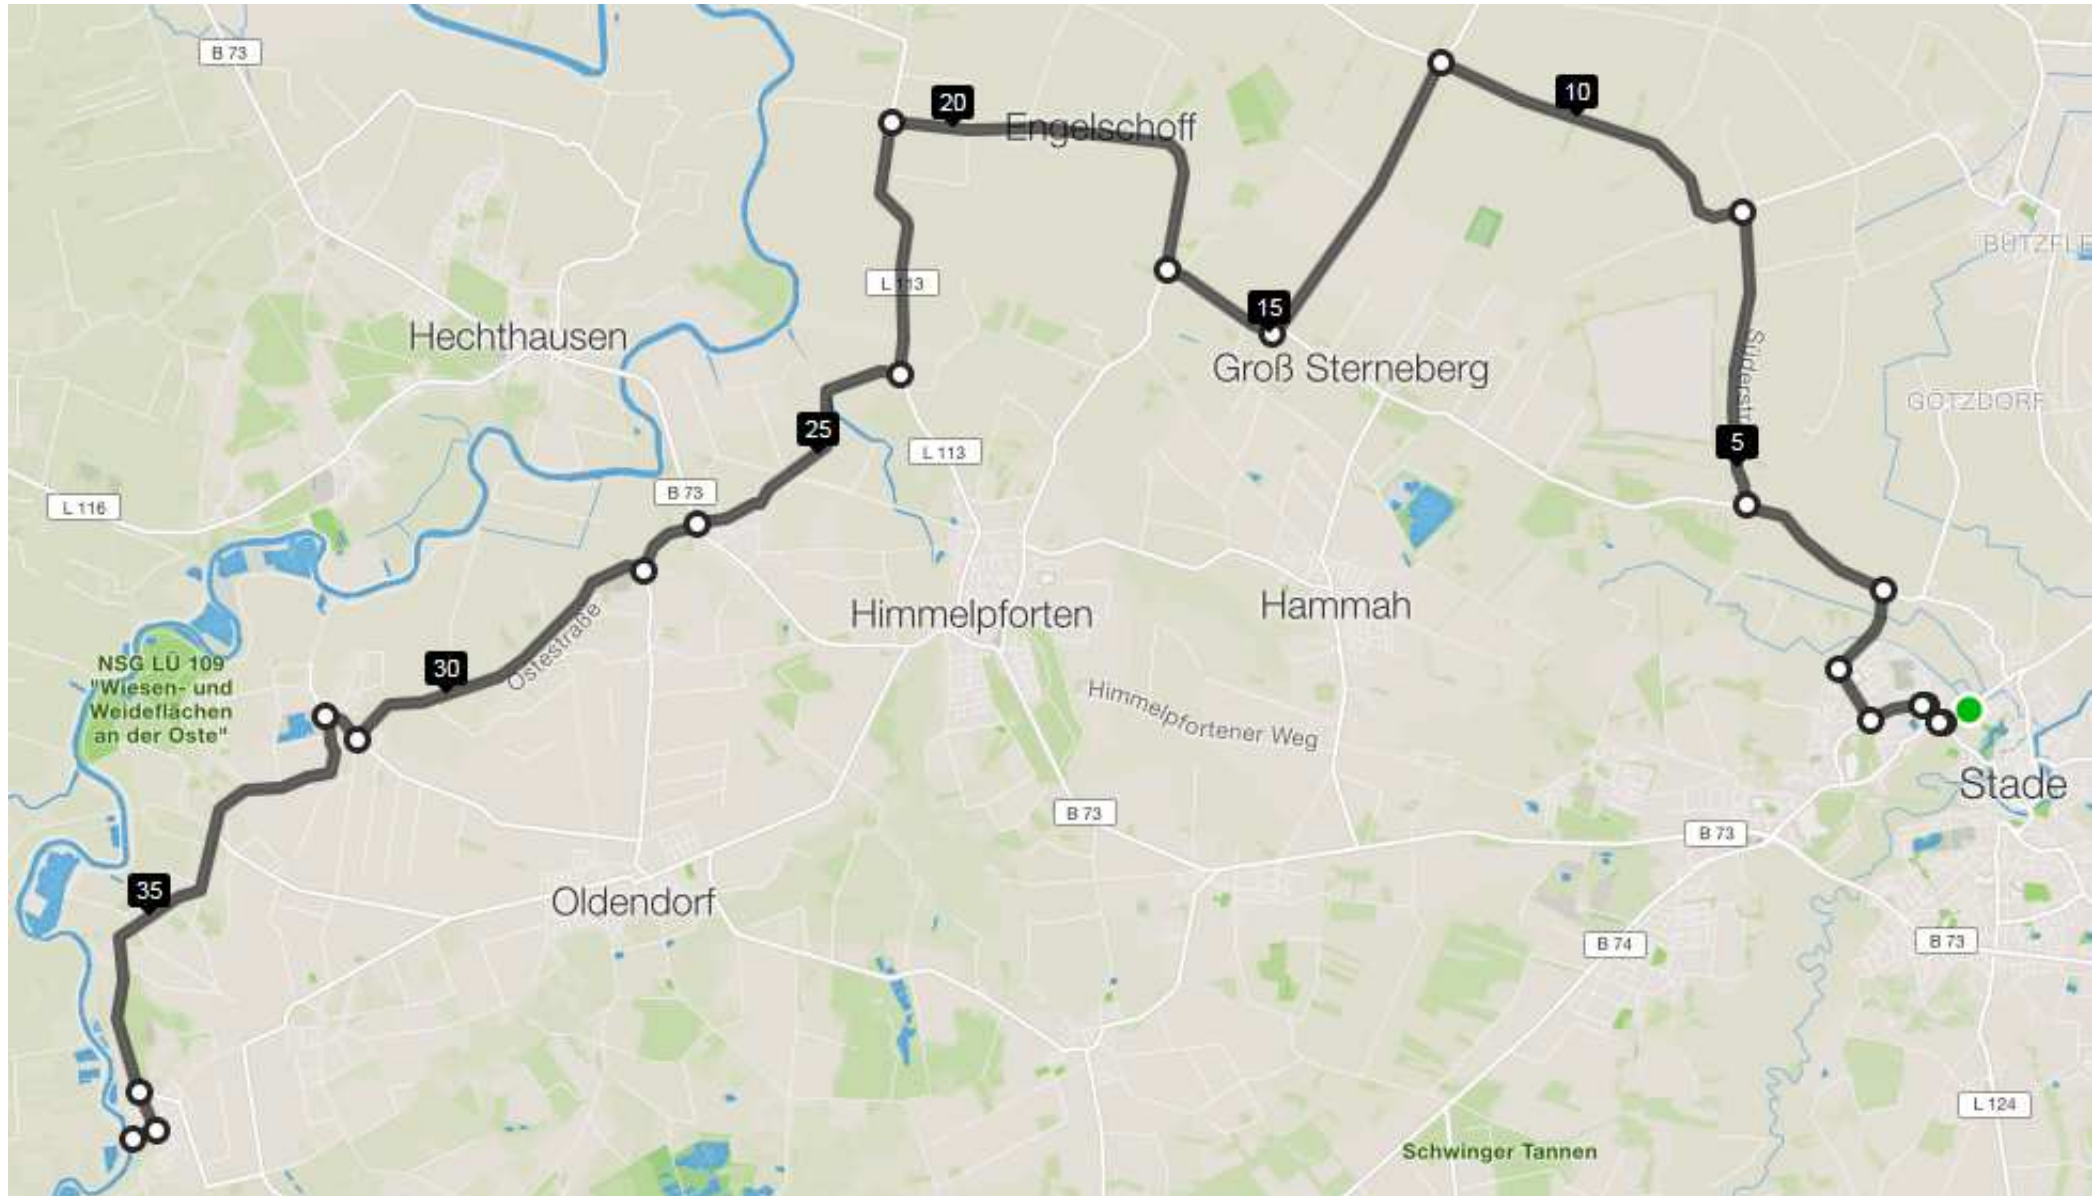 B 73
20
10
Engelschoff
BÜTZFLE
L 113
15
Hechthausen
Groß Sterneberg
Süderstr
GÖTZDORF
25
5
L 113
B 73
L 116
Himmelpforten
Hammah
Ostestraße
30
NSG LÜ 109
"Wiesen- und
Weideflächen
an der Oste"
Himmelpfortener Weg
Stade
B 73
B 73
35
Oldendorf
B 74
B 73
L 124
Schwinger Tannen